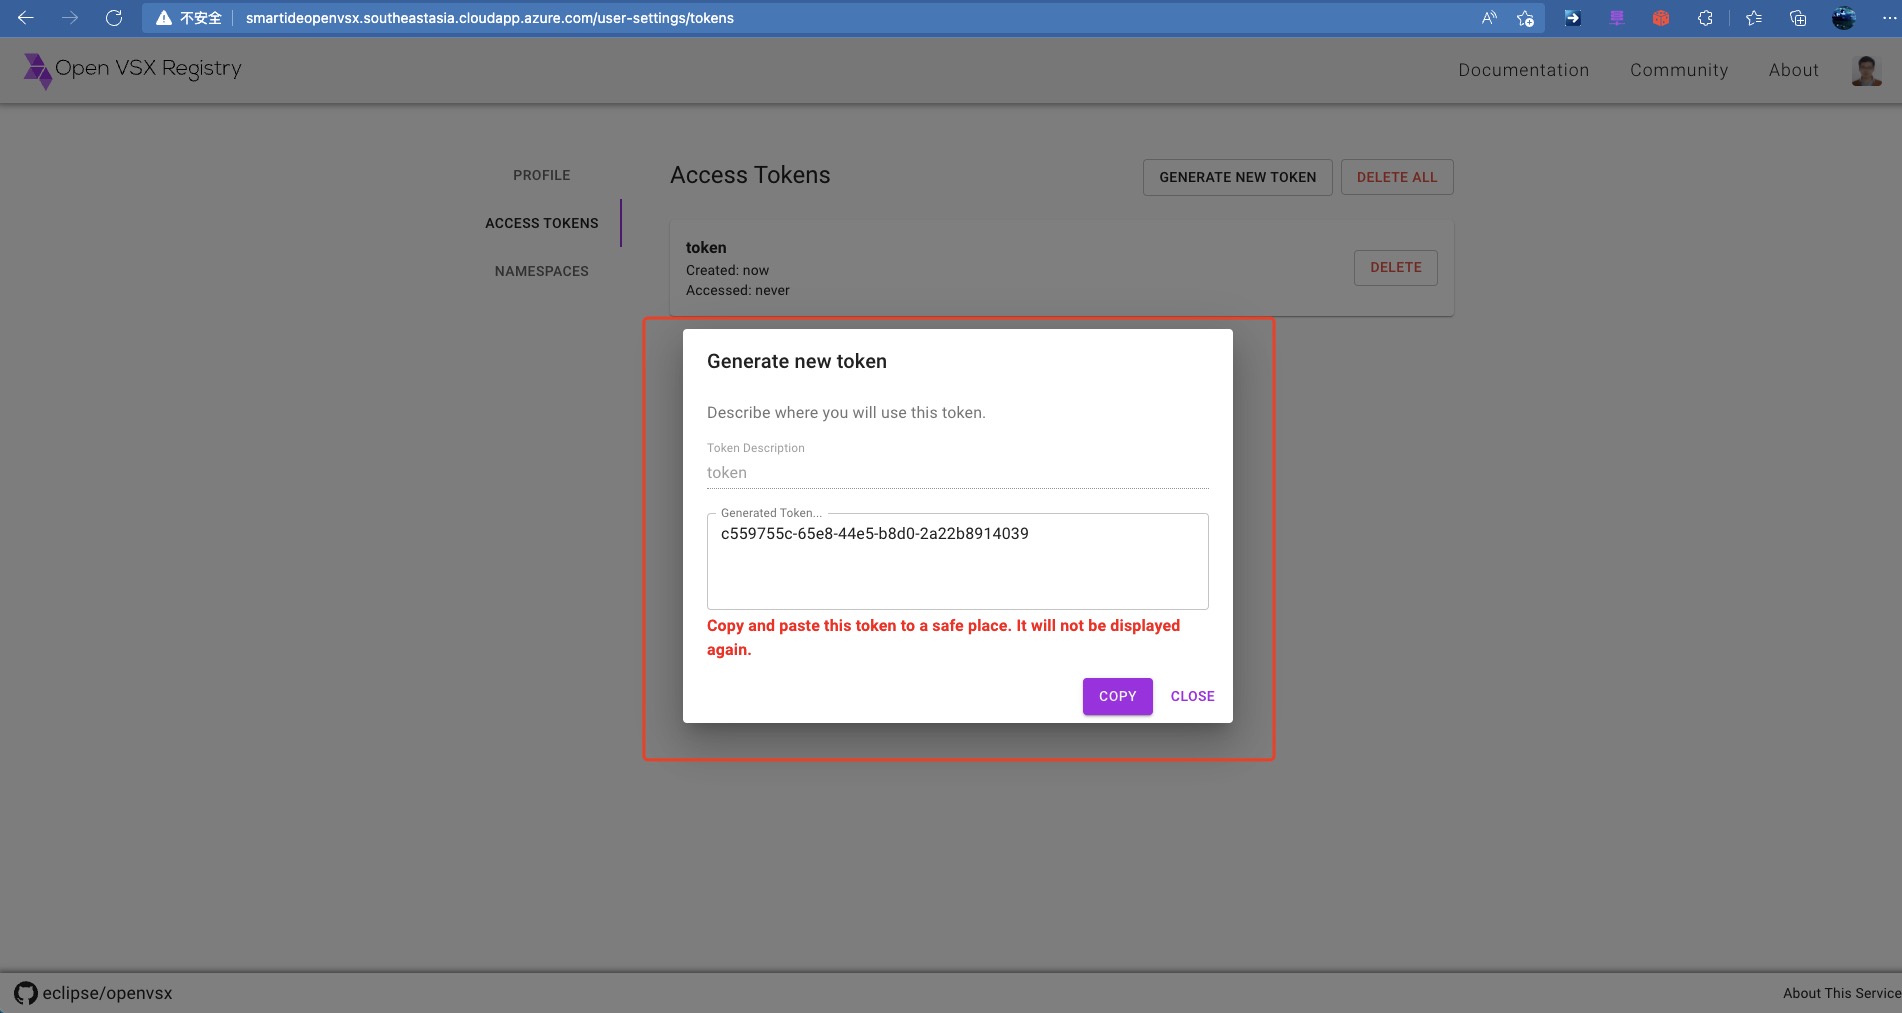 不安全 smartideopenvsx.southeastasia.cloudapp.azure.com/user-settings/tokens
Open VSX Registry
Documentation Community About
PROFILE
ACCESS TOKENS
NAMESPACES
Access Tokens
GENERATE NEW TOKEN DELETE ALL
token
Created: now
Accessed: never
DELETE
Generate new token
Describe where you will use this token.
Token Description
token
Generated Token...
c559755c-65e8-44e5-b8d0-2a22b8914039
Copy and paste this token to a safe place. It will not be displayed
again.
COPY CLOSE
eclipse/openvsx
About This Service